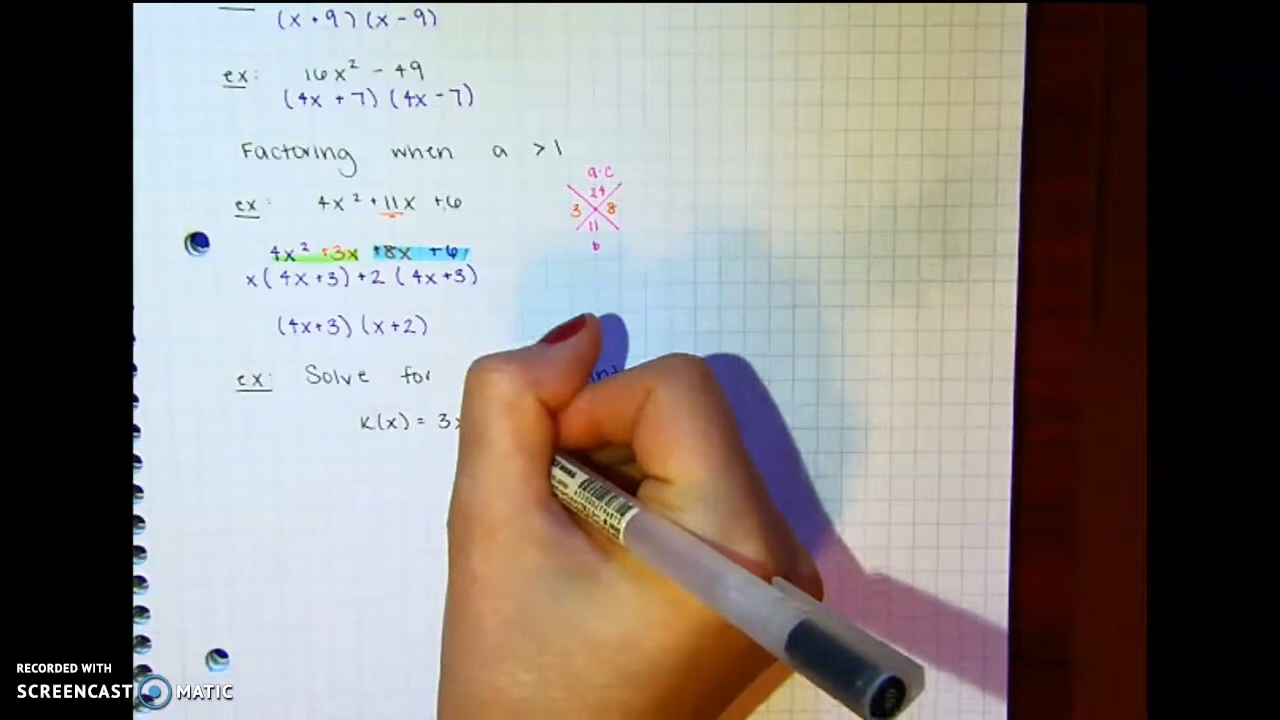 (x + 9) (x - 9)
ex: 16x² - 49
(4x + 7) (4x - 7)
Factoring when a > 1
a·c
ex: 4x² + 11x + 6
24
3 8
11
b
4x² + 3x + 8x + 6
x(4x+3) + 2 (4x+3)
(4x+3) (x+2)
ex: Solve for
K(x) = 3x
RECORDED WITH
SCREENCAST MATIC